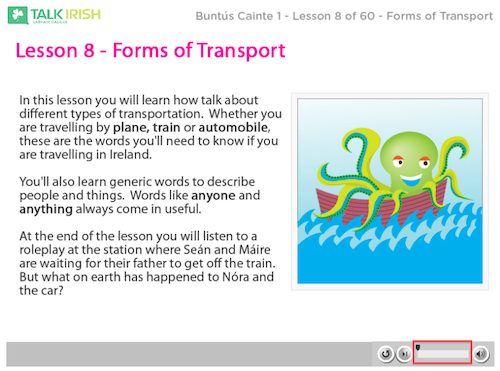 TALK IRISH
Buntús Cainte 1 - Lesson 8 of 60 - Forms of Transport
Lesson 8 - Forms of Transport
In this lesson you will learn how talk about
different types of transportation. Whether you
are travelling by plane, train or automobile,
these are the words you'll need to know if you
are travelling in Ireland.
You'll also learn generic words to describe
people and things. Words like anyone and
anything always come in useful.
At the end of the lesson you will listen to a
roleplay at the station where Seán and Máire
are waiting for their father to get off the train.
But what on earth has happened to Nóra and
the car?